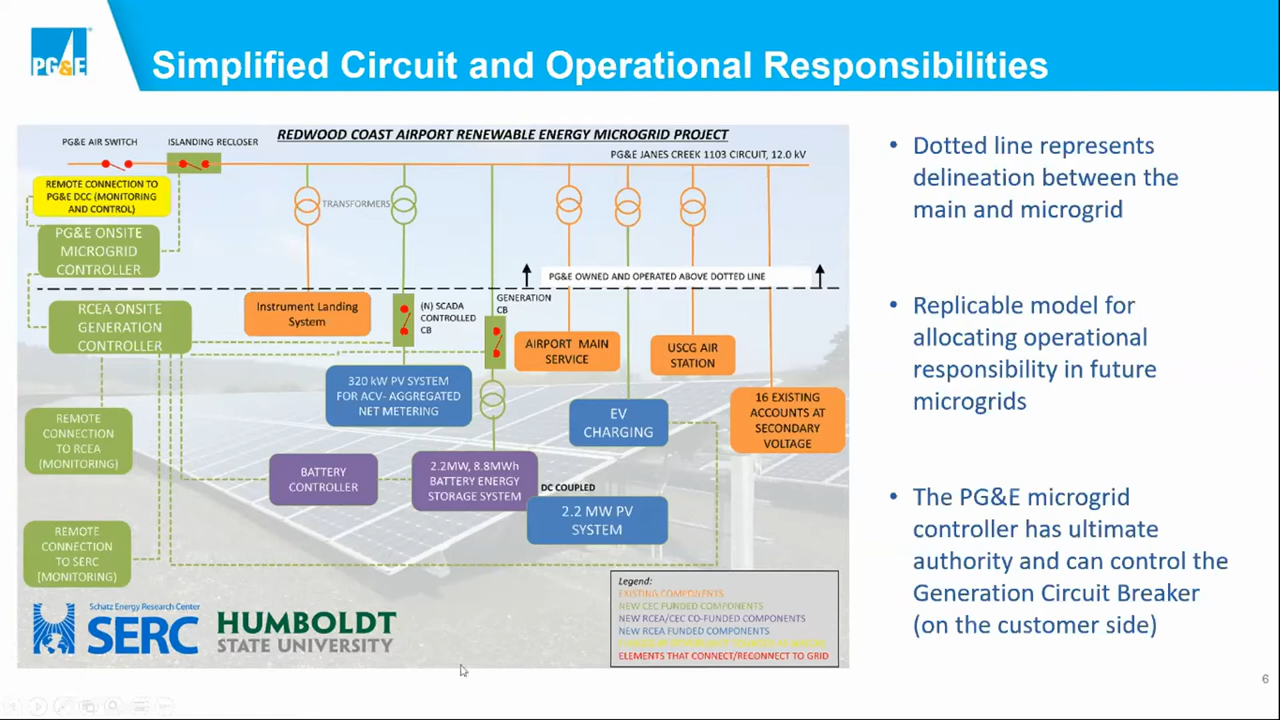 PG&E
Simplified Circuit and Operational Responsibilities
REDWOOD COAST AIRPORT RENEWABLE ENERGY MICROGRID PROJECT
PG&E AIR SWITCH
ISLANDING RECLOSER
PG&E JANES CREEK 1103 CIRCUIT, 12.0 kV
REMOTE CONNECTION TO
PG&E DCC (MONITORING
AND CONTROL)
TRANSFORMERS
PG&E ONSITE
MICROGRID
CONTROLLER
PG&E OWNED AND OPERATED ABOVE DOTTED LINE
RCEA ONSITE
GENERATION
CONTROLLER
Instrument Landing
System
(N) SCADA
CONTROLLED
CB
GENERATION
CB
AIRPORT MAIN
SERVICE
USCG AIR
STATION
320 kW PV SYSTEM
FOR ACV- AGGREGATED
NET METERING
EV
CHARGING
16 EXISTING
ACCOUNTS AT
SECONDARY
VOLTAGE
REMOTE
CONNECTION
TO RCEA
(MONITORING)
BATTERY
CONTROLLER
2.2MW, 8.8MWh
BATTERY ENERGY
STORAGE SYSTEM
DC COUPLED
2.2 MW PV
SYSTEM
REMOTE
CONNECTION
TO SERC
(MONITORING)
Legend:
EXISTING COMPONENTS
NEW CEC FUNDED COMPONENTS
NEW RCEA/CEC CO-FUNDED COMPONENTS
NEW RCEA FUNDED COMPONENTS
ELEMENTS THAT CONNECT/RECONNECT TO GRID
Schatz Energy Research Center
SERC
HUMBOLDT
STATE UNIVERSITY
• Dotted line represents
delineation between the
main and microgrid
• Replicable model for
allocating operational
responsibility in future
microgrids
• The PG&E microgrid
controller has ultimate
authority and can control the
Generation Circuit Breaker
(on the customer side)
6